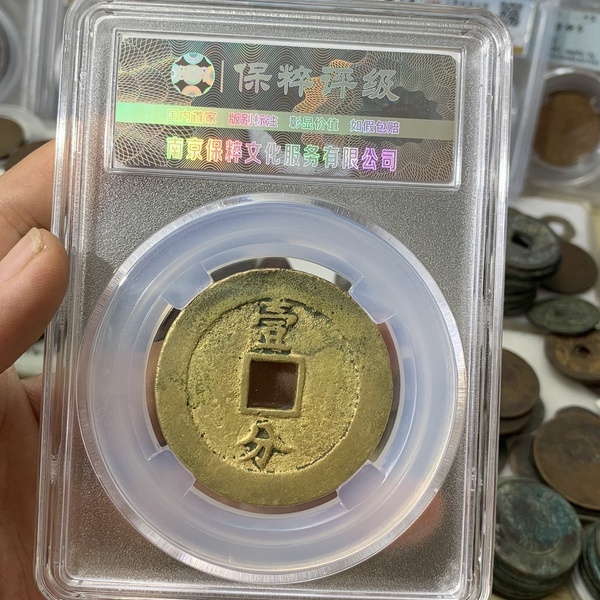 保粹评级
国内首家 版别标注 彰显价值 如假包赔
南京保粹文化服务有限公司
壹
分